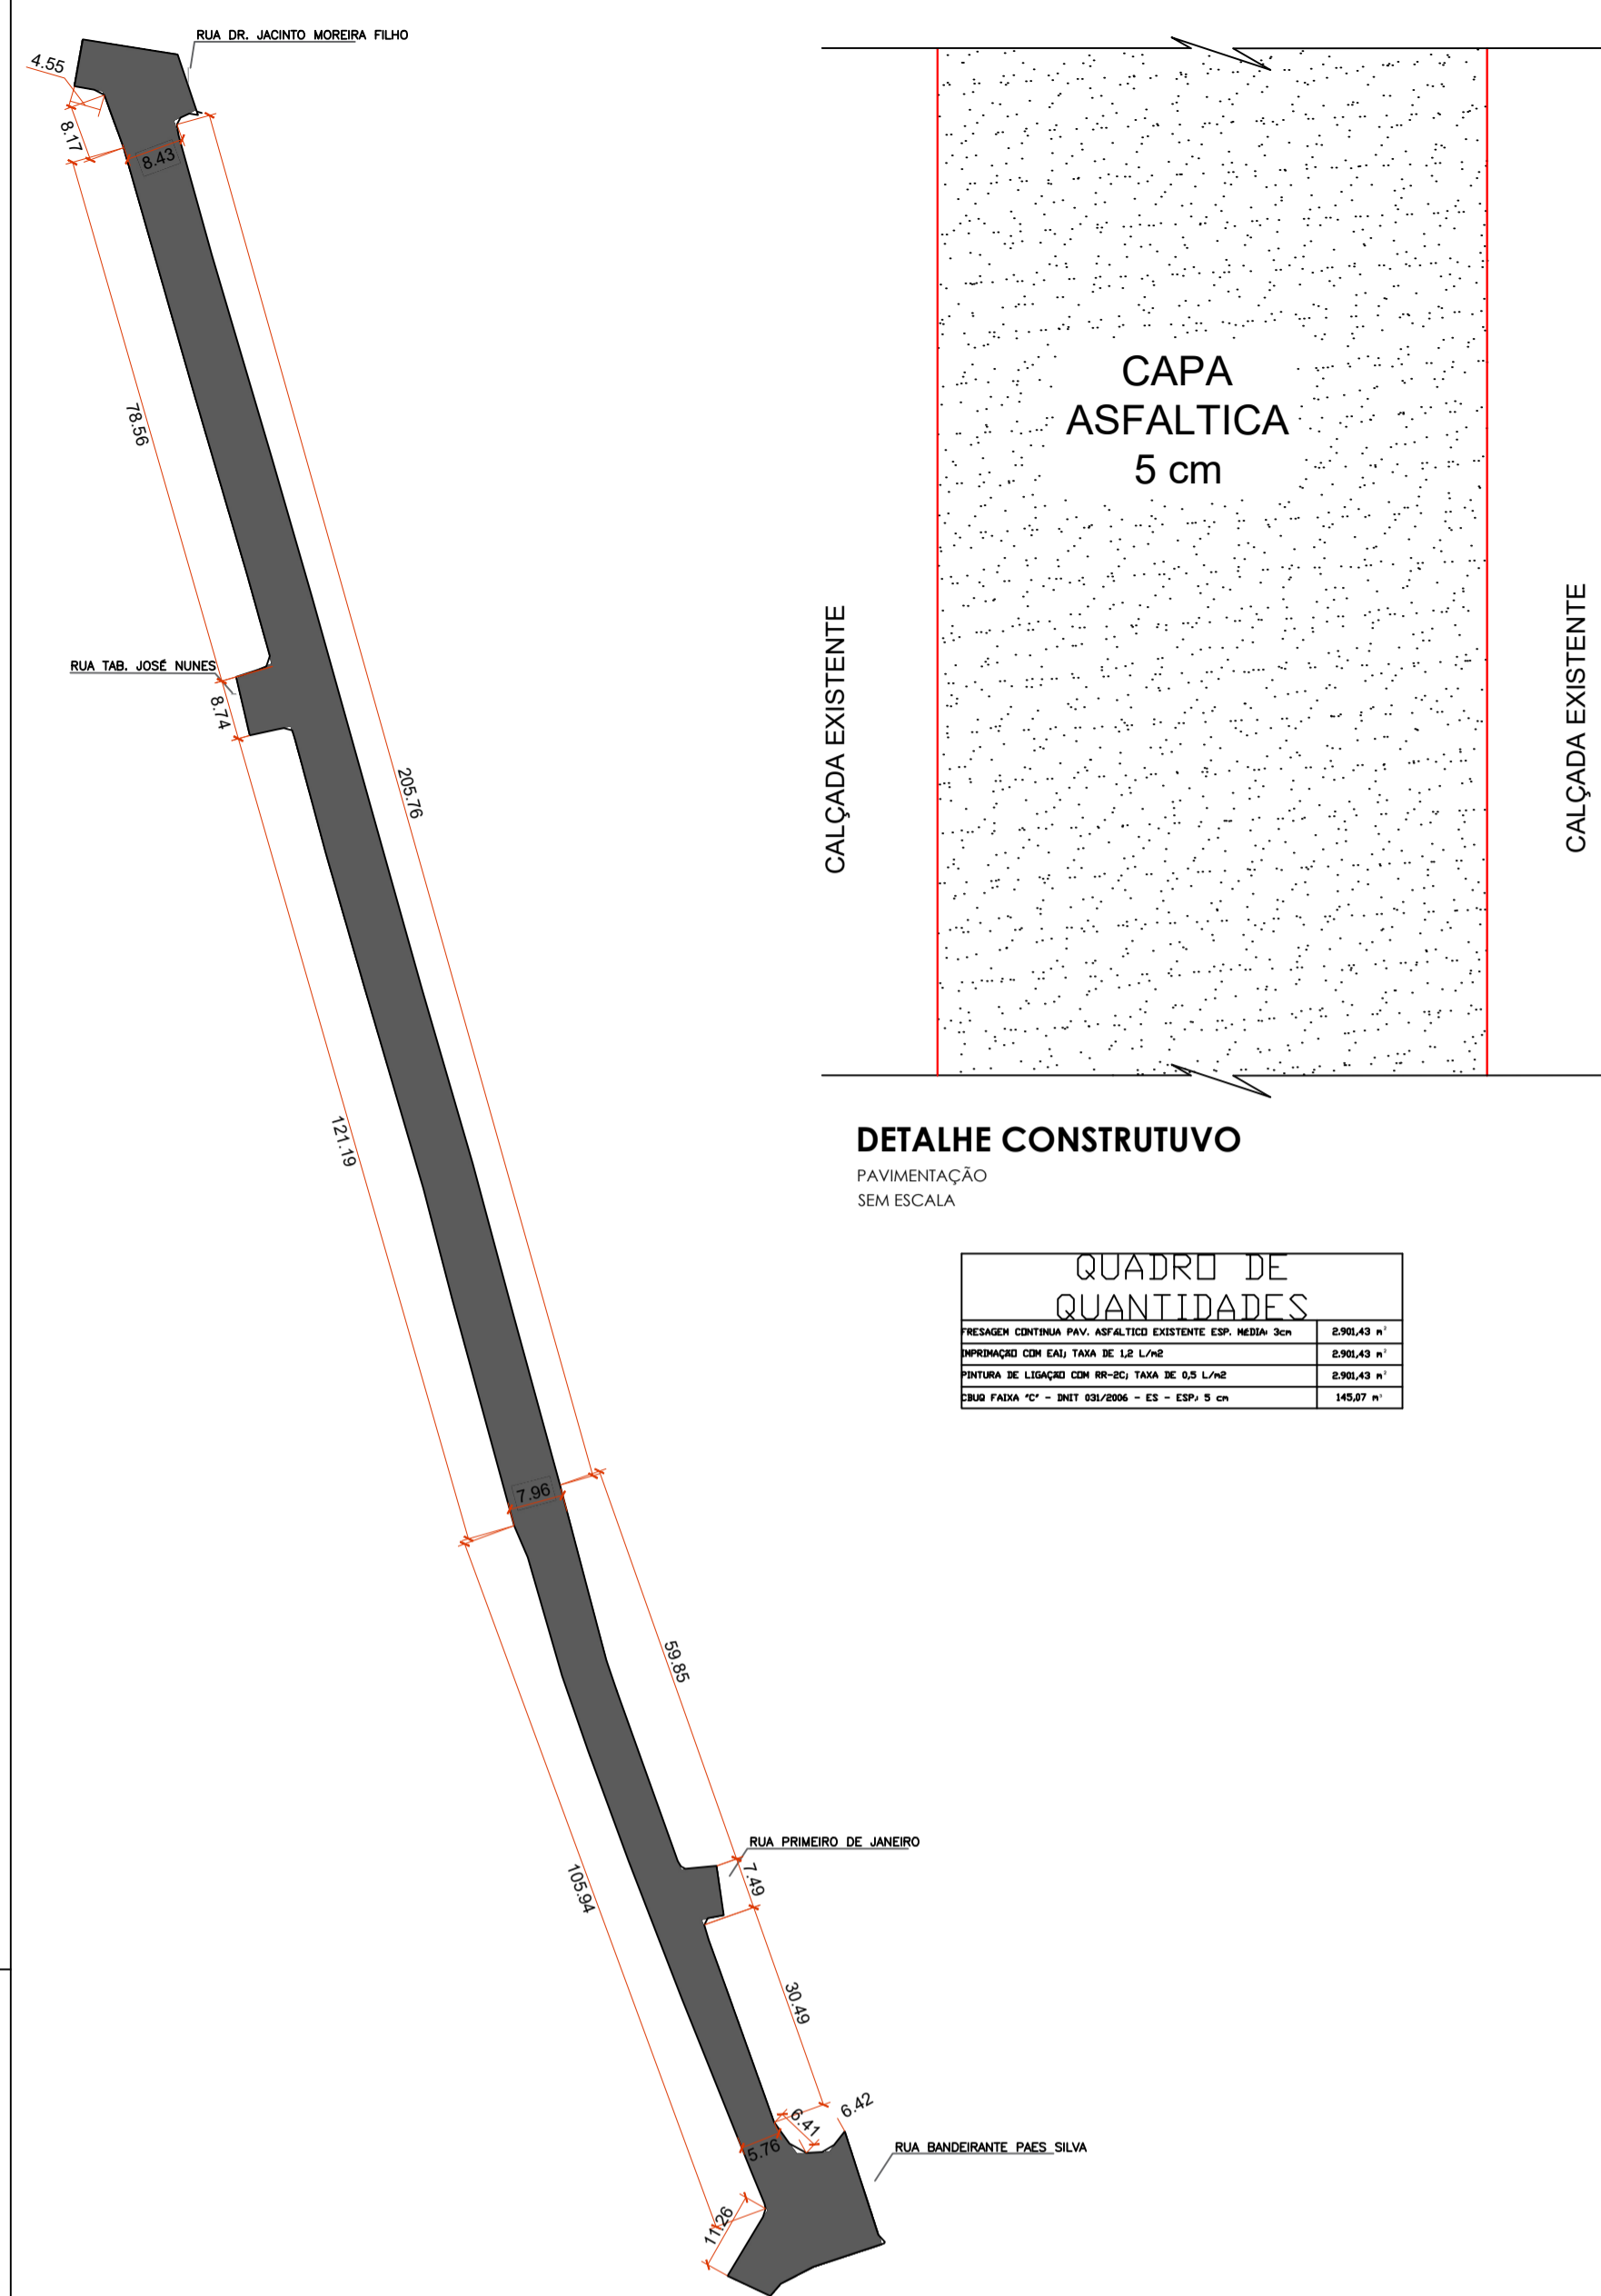 RUA DR. JACINTO MOREIRA FILHO
4.55
8.17
8.43
78.56
RUA TAB. JOSÉ NUNES
8.74
205.76
121.19
7.96
59.85
RUA PRIMEIRO DE JANEIRO
7.49
105.94
30.49
6.42
6.41
5.76
RUA BANDEIRANTE PAES SILVA
11.26
CAPA
ASFALTICA
5 cm
CALÇADA EXISTENTE
CALÇADA EXISTENTE
DETALHE CONSTRUTUVO
PAVIMENTAÇÃO
SEM ESCALA
QUADRO DE
QUANTIDADES
FRESAGEM CONTINUA PAV. ASFALTICO EXISTENTE ESP. MÉDIA: 3cm 2.901,43 m²
IMPRIMAÇÃO COM EAI; TAXA DE 1,2 L/m2 2.901,43 m²
PINTURA DE LIGAÇÃO COM RR-2C; TAXA DE 0,5 L/m2 2.901,43 m²
CBUQ FAIXA "C" - DNIT 031/2006 - ES - ESP: 5 cm 145,07 m³